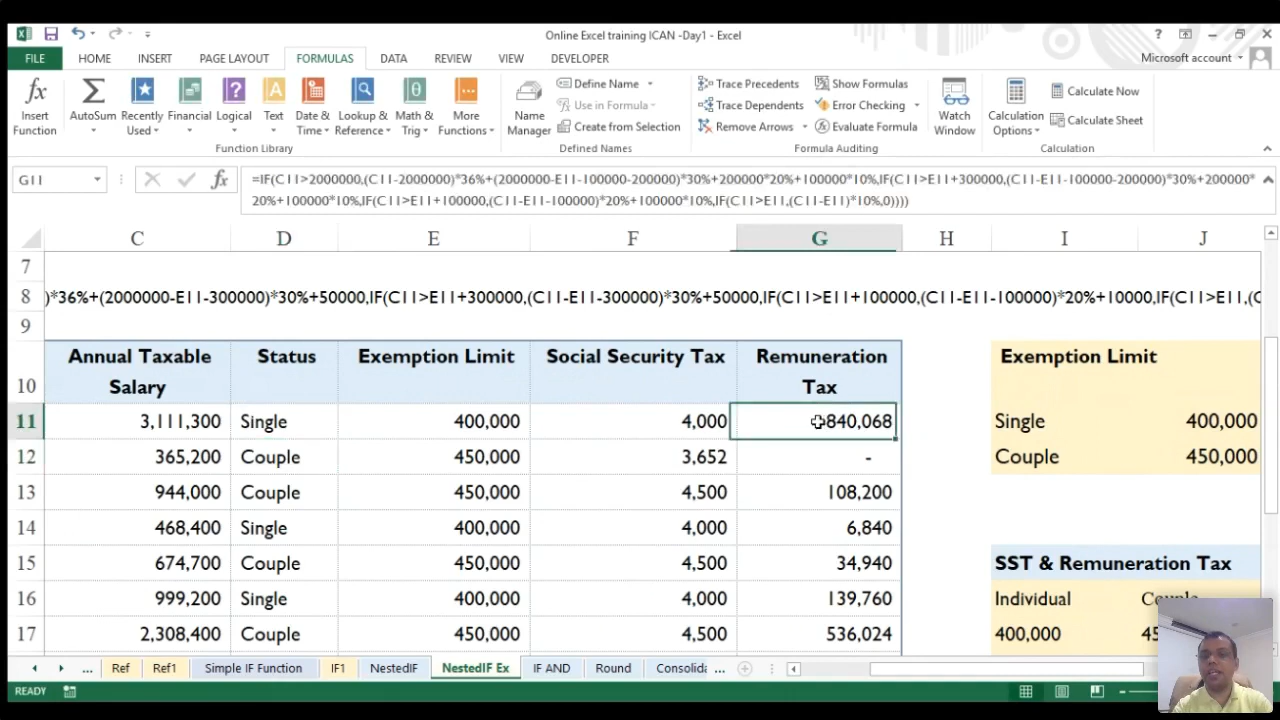 Online Excel training ICAN -Day1 - Excel
FILE HOME INSERT PAGE LAYOUT FORMULAS DATA REVIEW VIEW DEVELOPER Microsoft account
Insert Function
AutoSum
Recently Used
Financial
Logical
Text
Date & Time
Lookup & Reference
Math & Trig
More Functions
Function Library
Name Manager
Define Name
Use in Formula
Create from Selection
Defined Names
Trace Precedents
Trace Dependents
Remove Arrows
Show Formulas
Error Checking
Evaluate Formula
Formula Auditing
Watch Window
Calculation Options
Calculate Now
Calculate Sheet
Calculation
G11
fx
=IF(C11>2000000,(C11-2000000)*36%+(2000000-E11-100000-200000)*30%+200000*20%+100000*10%,IF(C11>E11+300000,(C11-E11-100000-200000)*30%+200000*
20%+100000*10%,IF(C11>E11+100000,(C11-E11-100000)*20%+100000*10%,IF(C11>E11,(C11-E11)*10%,0))))
C D E F G H I J
7
8 )*36%+(2000000-E11-300000)*30%+50000,IF(C11>E11+300000,(C11-E11-300000)*30%+50000,IF(C11>E11+100000,(C11-E11-100000)*20%+10000,IF(C11>E11,(C
9
Annual Taxable Status Exemption Limit Social Security Tax Remuneration Exemption Limit
10 Salary Tax
11 3,111,300 Single 400,000 4,000 840,068 Single 400,000
12 365,200 Couple 450,000 3,652 - Couple 450,000
13 944,000 Couple 450,000 4,500 108,200
14 468,400 Single 400,000 4,000 6,840
15 674,700 Couple 450,000 4,500 34,940 SST & Remuneration Tax
16 999,200 Single 400,000 4,000 139,760 Individual
17 2,308,400 Couple 450,000 4,500 536,024 400,000
... Ref Ref1 Simple IF Function IF1 NestedIF NestedIF Ex IF AND Round Consolida ...
READY